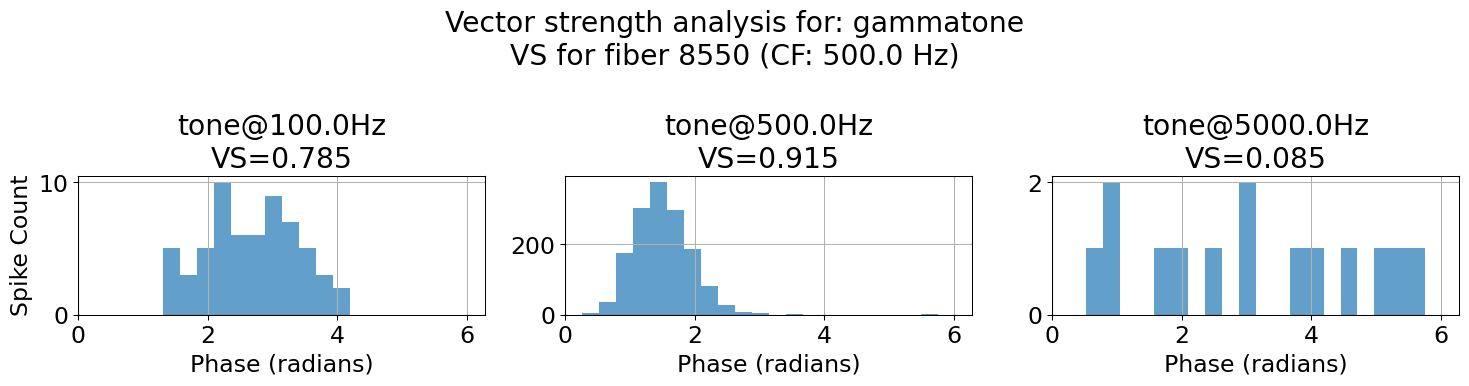 Vector strength analysis for: gammatone
VS for fiber 8550 (CF: 500.0 Hz)
tone@100.0Hz
VS=0.785
Spike Count
10
0
0 2 4 6
Phase (radians)
tone@500.0Hz
VS=0.915
200
0
0 2 4 6
Phase (radians)
tone@5000.0Hz
VS=0.085
2
0
0 2 4 6
Phase (radians)